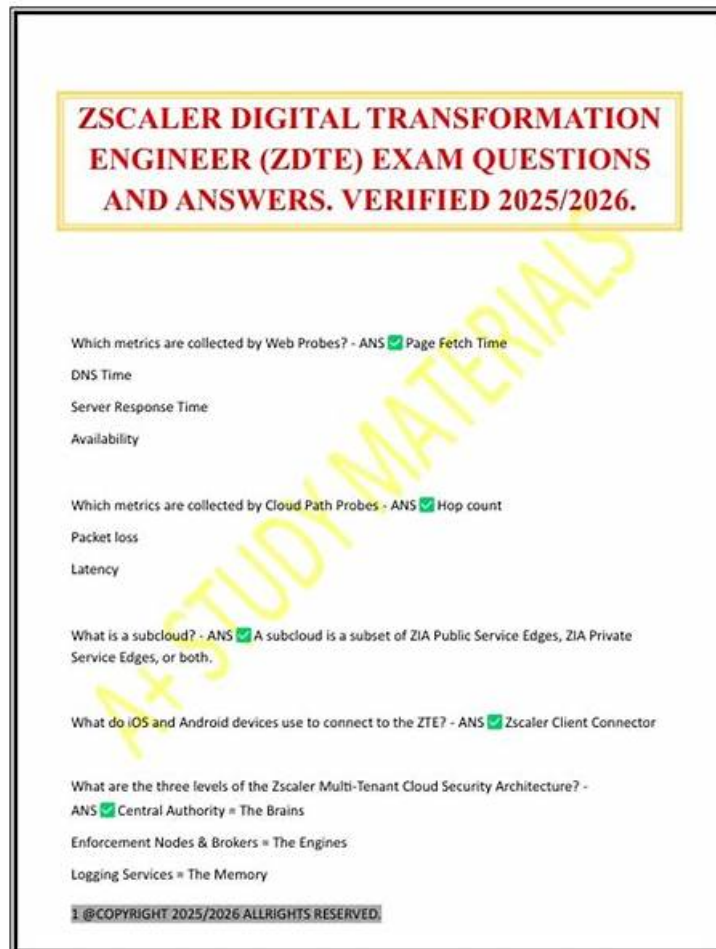 ZSCALER DIGITAL TRANSFORMATION
ENGINEER (ZDTE) EXAM QUESTIONS
AND ANSWERS. VERIFIED 2025/2026.
Which metrics are collected by Web Probes? - ANS ✅ Page Fetch Time
DNS Time
Server Response Time
Availability
Which metrics are collected by Cloud Path Probes - ANS ✅ Hop count
Packet loss
Latency
What is a subcloud? - ANS ✅ A subcloud is a subset of ZIA Public Service Edges, ZIA Private
Service Edges, or both.
What do iOS and Android devices use to connect to the ZTE? - ANS ✅ Zscaler Client Connector
What are the three levels of the Zscaler Multi-Tenant Cloud Security Architecture? -
ANS ✅ Central Authority = The Brains
Enforcement Nodes & Brokers = The Engines
Logging Services = The Memory
1 @COPYRIGHT 2025/2026 ALLRIGHTS RESERVED.
A+ STUDY MATERIALS